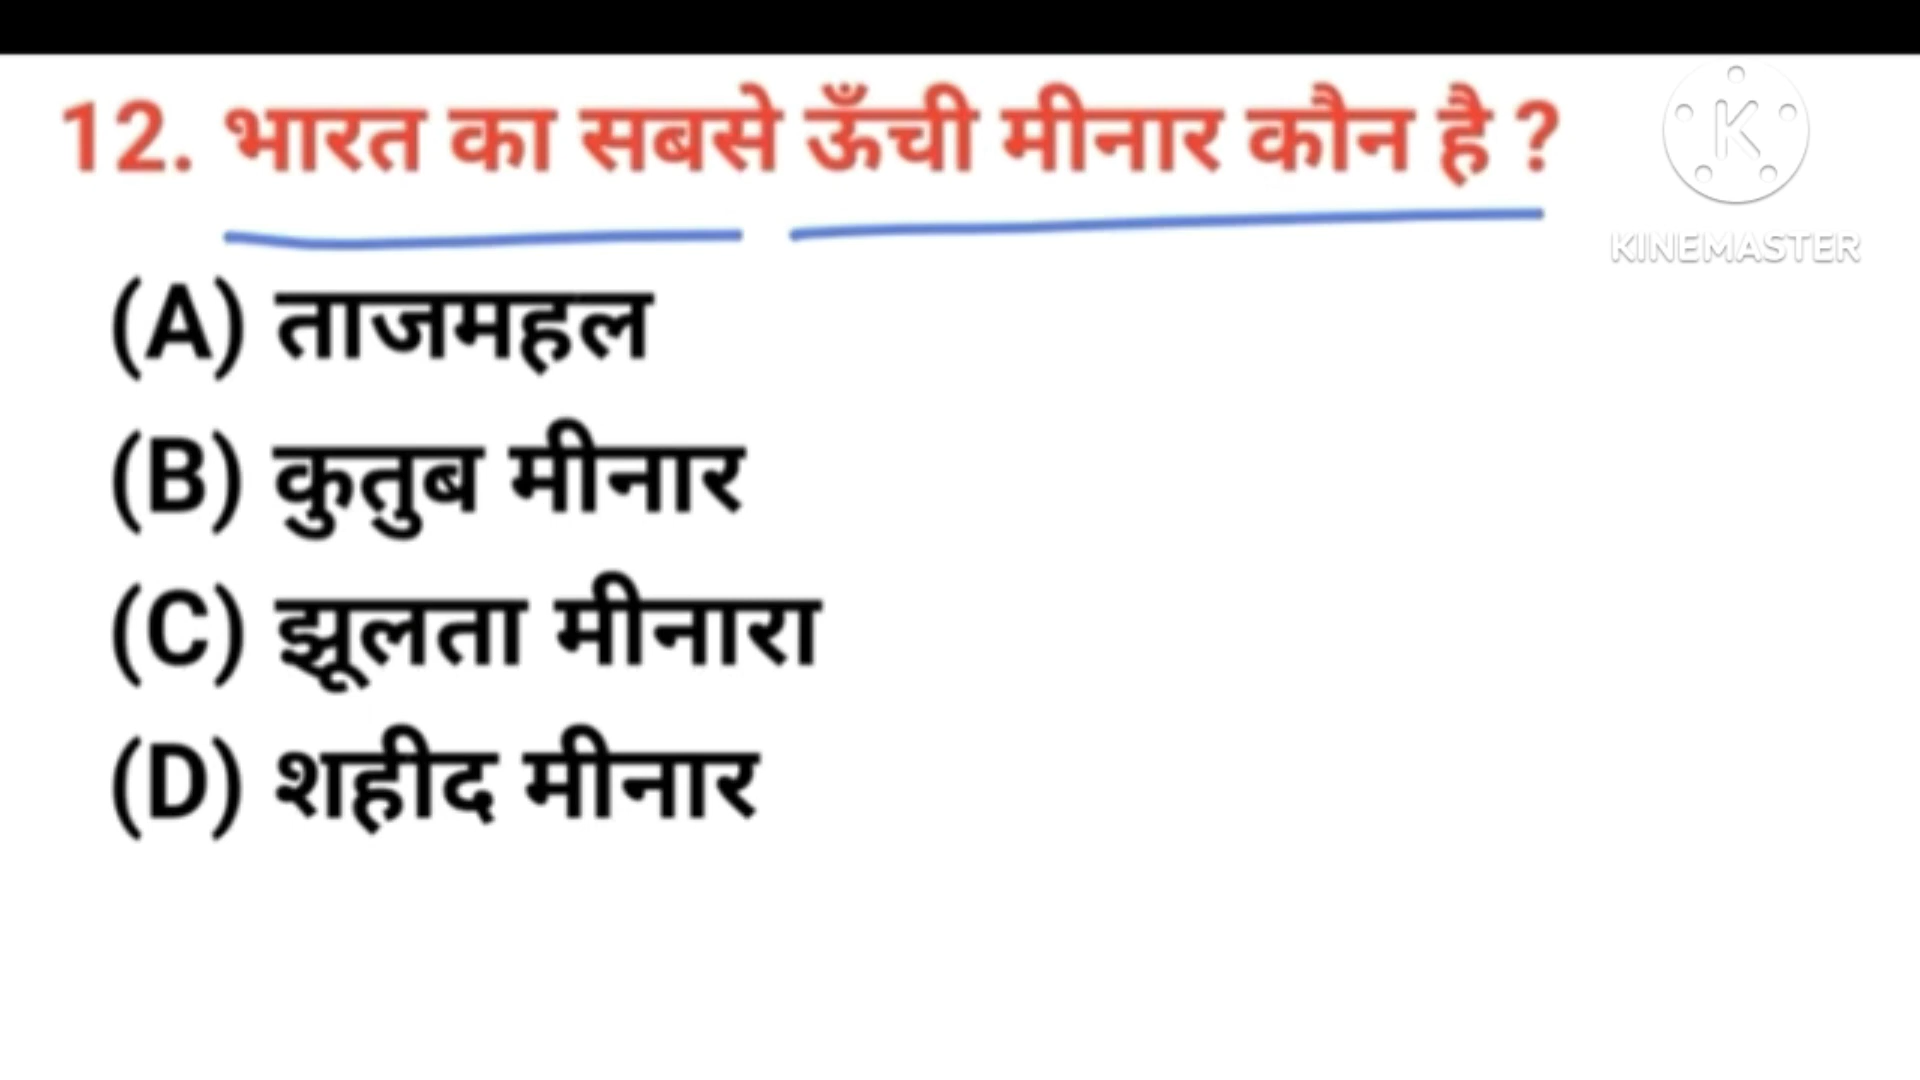 12. भारत का सबसे ऊँची मीनार कौन है ?
K
KINEMASTER
(A) ताजमहल
(B) कुतुब मीनार
(C) झूलता मीनारा
(D) शहीद मीनार